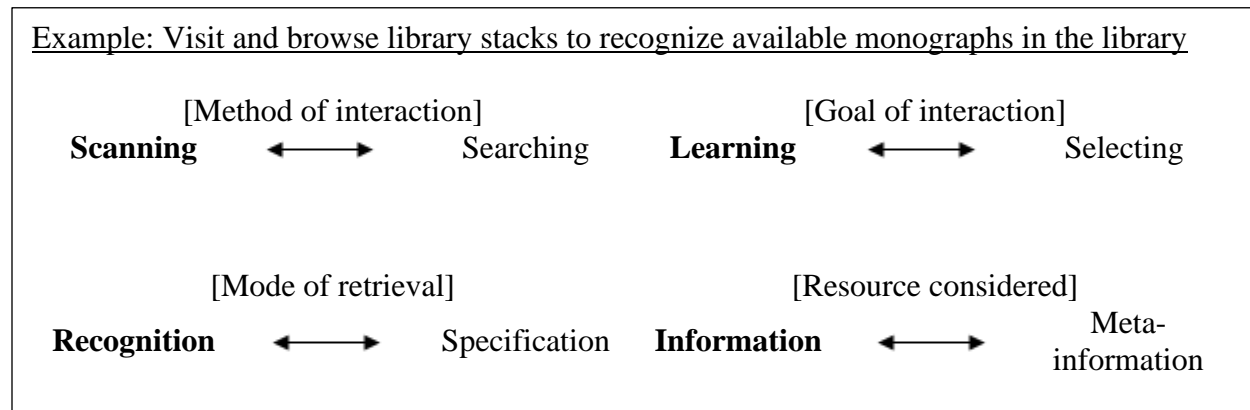 Example: Visit and browse library stacks to recognize available monographs in the library
[Method of interaction]
Scanning Searching
[Goal of interaction]
Learning Selecting
[Mode of retrieval]
Recognition Specification
[Resource considered]
Information Meta-
information